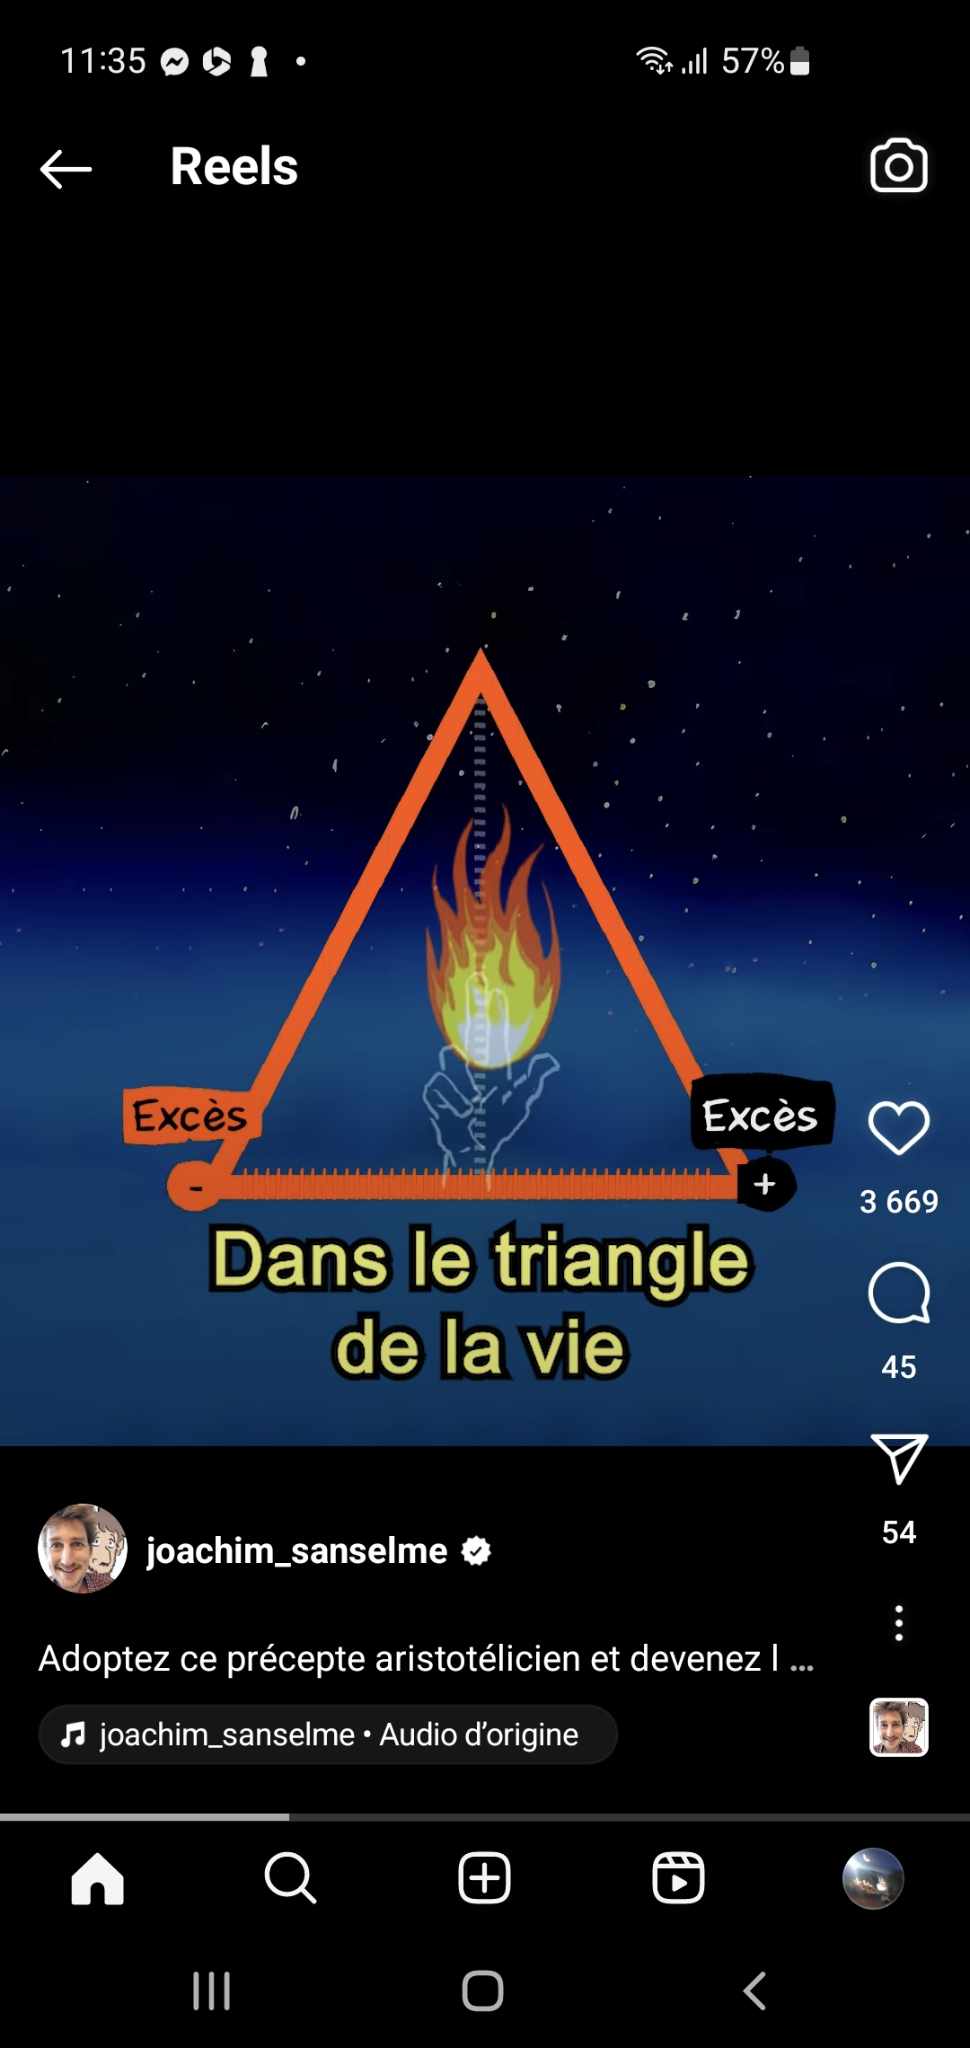 11:35 57%
Reels
Excès
Excès
- +
Dans le triangle
de la vie
3 669
45
54
joachim_sanselme
Adoptez ce précepte aristotélicien et devenez l ...
joachim_sanselme • Audio d’origine